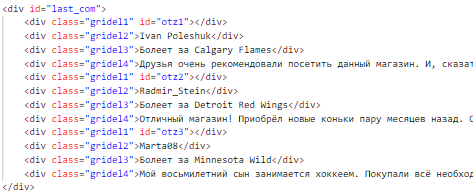 <div id="last_com">
<div class="gridel1" id="otz1"></div>
<div class="gridel2">Ivan Poleshuk</div>
<div class="gridel3">Болеет за Calgary Flames</div>
<div class="gridel4">Друзья очень рекомендовали посетить данный магазин. И, сказат
<div class="gridel1" id="otz2"></div>
<div class="gridel2">Radmir_Stein</div>
<div class="gridel3">Болеет за Detroit Red Wings</div>
<div class="gridel4">Отличный магазин! Приобрёл новые коньки пару месяцев назад. С
<div class="gridel1" id="otz3"></div>
<div class="gridel2">Marta08</div>
<div class="gridel3">Болеет за Minnesota Wild</div>
<div class="gridel4">Мой восьмилетний сын занимается хоккеем. Покупали всё необход
</div>